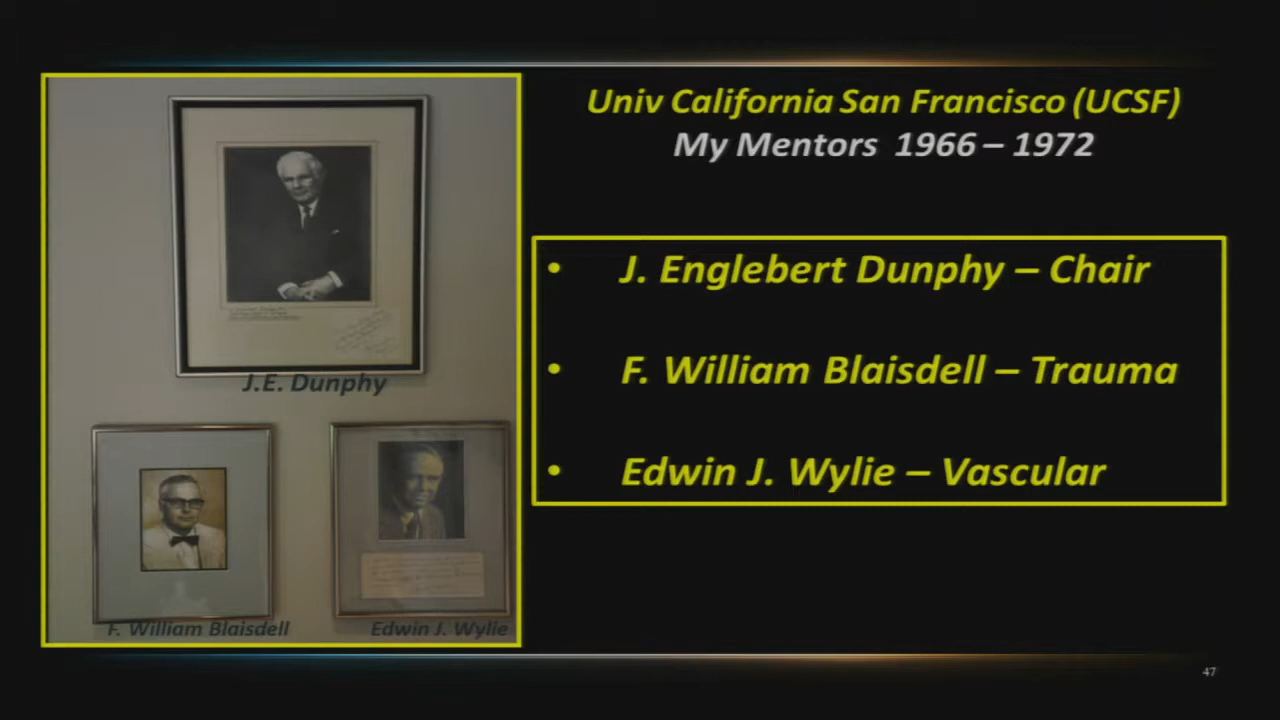 Univ California San Francisco (UCSF)
My Mentors 1966 – 1972
• J. Englebert Dunphy – Chair
• F. William Blaisdell – Trauma
• Edwin J. Wylie – Vascular
J.E. Dunphy
F. William Blaisdell
Edwin J. Wylie
47